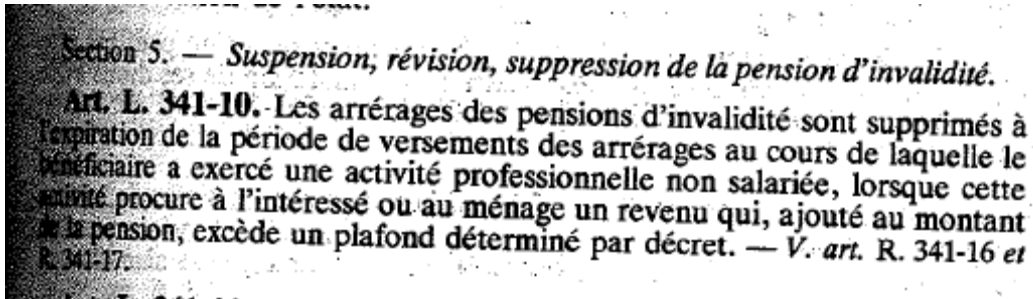 Section 5. — Suspension, révision, suppression de la pension d'invalidité.
Art. L. 341-10. Les arrérages des pensions d'invalidité sont supprimés à
l'expiration de la période de versements des arrérages au cours de laquelle le
bénéficiaire a exercé une activité professionnelle non salariée, lorsque cette
activité procure à l'intéressé ou au ménage un revenu qui, ajouté au montant
de la pension, excède un plafond déterminé par décret. — V. art. R. 341-16 et
R. 341-17.